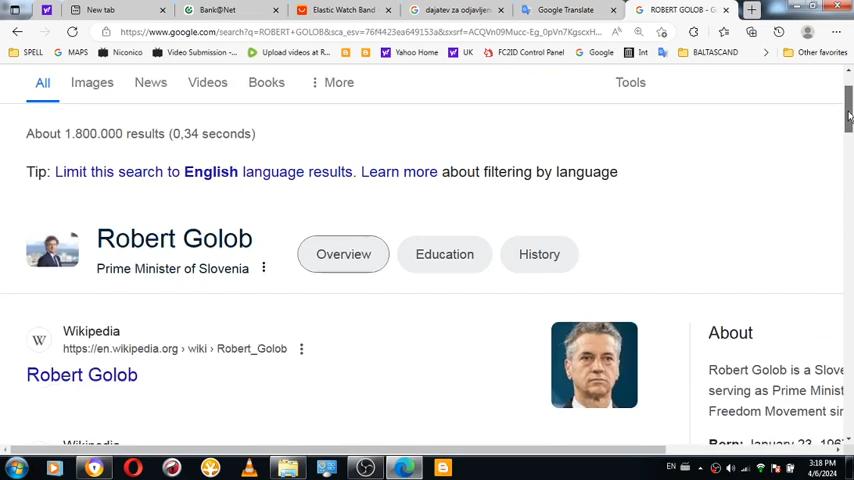 New tab
Bank@Net
Elastic Watch Band
dajatev za odjavljen
Google Translate
ROBERT GOLOB - G
https://www.google.com/search?q=ROBERT+GOLOB&sca_esv=76f4423ea649153a&sxsrf=ACQVn09Mucc-Eg_0pVn7KgscxH...
SPELL
MAPS
Niconico
Video Submission -...
Upload videos at R...
Yahoo Home
UK
FC2ID Control Panel
Google
Int
BALTASCAND
Other favorites
All
Images
News
Videos
Books
More
Tools
About 1.800.000 results (0,34 seconds)
Tip: Limit this search to English language results. Learn more about filtering by language
Robert Golob
Prime Minister of Slovenia
Overview
Education
History
Wikipedia
https://en.wikipedia.org › wiki › Robert_Golob
Robert Golob
About
Robert Golob is a Slove
serving as Prime Minist
Freedom Movement sin
Born: January 23, 196
EN
3:18 PM
4/6/2024